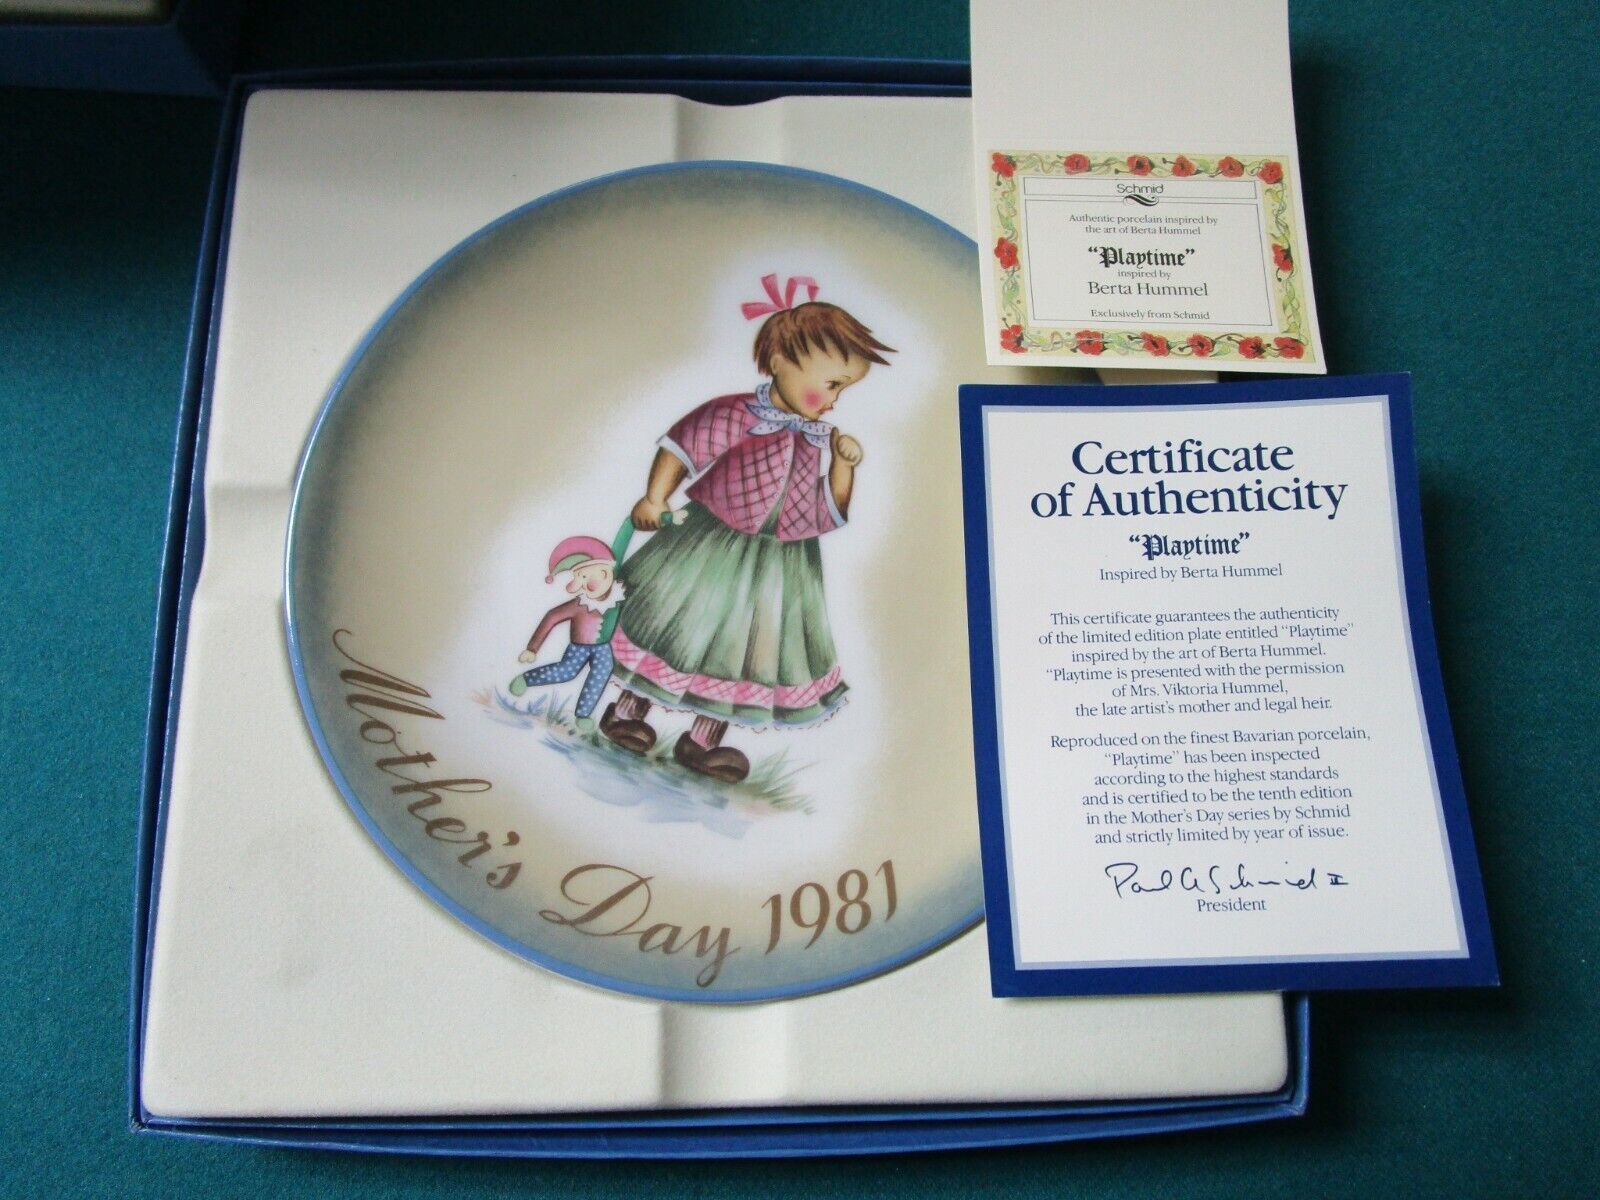 Schmid
Authentic porcelain inspired by
the art of Berta Hummel
"Playtime"
inspired by
Berta Hummel
Exclusively from Schmid
Certificate
of Authenticity
"Playtime"
Inspired by Berta Hummel
This certificate guarantees the authenticity
of the limited edition plate entitled "Playtime"
inspired by the art of Berta Hummel.
"Playtime is presented with the permission
of Mrs. Viktoria Hummel,
the late artist's mother and legal heir.
Reproduced on the finest Bavarian porcelain,
"Playtime" has been inspected
according to the highest standards
and is certified to be the tenth edition
in the Mother's Day series by Schmid
and strictly limited by year of issue.
Paul A Schmid II
President
Mother's Day 1981